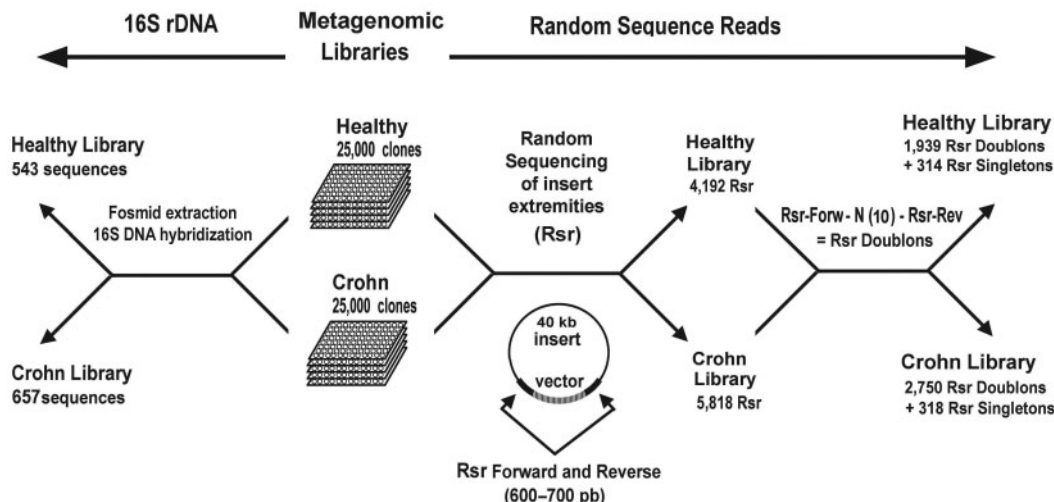 16S rDNA
Metagenomic
Libraries
Random Sequence Reads
Healthy Library
543 sequences
Fosmid extraction
16S DNA hybridization
Crohn Library
657sequences
Healthy
25,000 clones
Crohn
25,000 clones
Random
Sequencing
of insert
extremities
(Rsr)
40 kb
insert
vector
Rsr Forward and Reverse
(600–700 pb)
Healthy
Library
4,192 Rsr
Crohn
Library
5,818 Rsr
Rsr-Forw - N (10) - Rsr-Rev
= Rsr Doublons
Healthy Library
1,939 Rsr Doublons
+ 314 Rsr Singletons
Crohn Library
2,750 Rsr Doublons
+ 318 Rsr Singletons